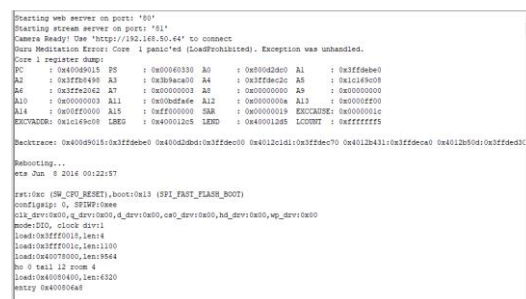 Starting web server on port: '80'
Starting stream server on port: '81'
Camera Ready! Use 'http://192.168.50.64' to connect
Guru Meditation Error: Core  1 panic'ed (LoadProhibited). Exception was unhandled.
Core 1 register dump:
PC      : 0x400d9015  PS      : 0x00060330  A0      : 0x800d2dc0  A1      : 0x3ffdebe0
A2      : 0x3ffb8498  A3      : 0x3b9aca00  A4      : 0x3ffdec2c  A5      : 0x1c169c08
A6      : 0x3ffe2062  A7      : 0x00000003  A8      : 0x00000000  A9      : 0x00000000
A10     : 0x00000003  A11     : 0x00bdfa6e  A12     : 0x0000000a  A13     : 0x0000ff00
A14     : 0x00ff0000  A15     : 0xff000000  SAR     : 0x00000019  EXCCAUSE: 0x0000001c
EXCVADDR: 0x1c169c08  LBEG    : 0x400012c5  LEND    : 0x400012d5  LCOUNT  : 0xfffffff5
Backtrace: 0x400d9015:0x3ffdebe0 0x400d2dbd:0x3ffdec00 0x4012c1d1:0x3ffdec70 0x4012b431:0x3ffdeca0 0x4012b50d:0x3ffded30
Rebooting...
ets Jun  8 2016 00:22:57
rst:0xc (SW_CPU_RESET),boot:0x13 (SPI_FAST_FLASH_BOOT)
configsip: 0, SPIWP:0xee
clk_drv:0x00,q_drv:0x00,d_drv:0x00,cs0_drv:0x00,hd_drv:0x00,wp_drv:0x00
mode:DIO, clock div:1
load:0x3fff0018,len:4
load:0x3fff001c,len:1100
load:0x40078000,len:9564
ho 0 tail 12 room 4
load:0x40080400,len:6320
entry 0x400806a8